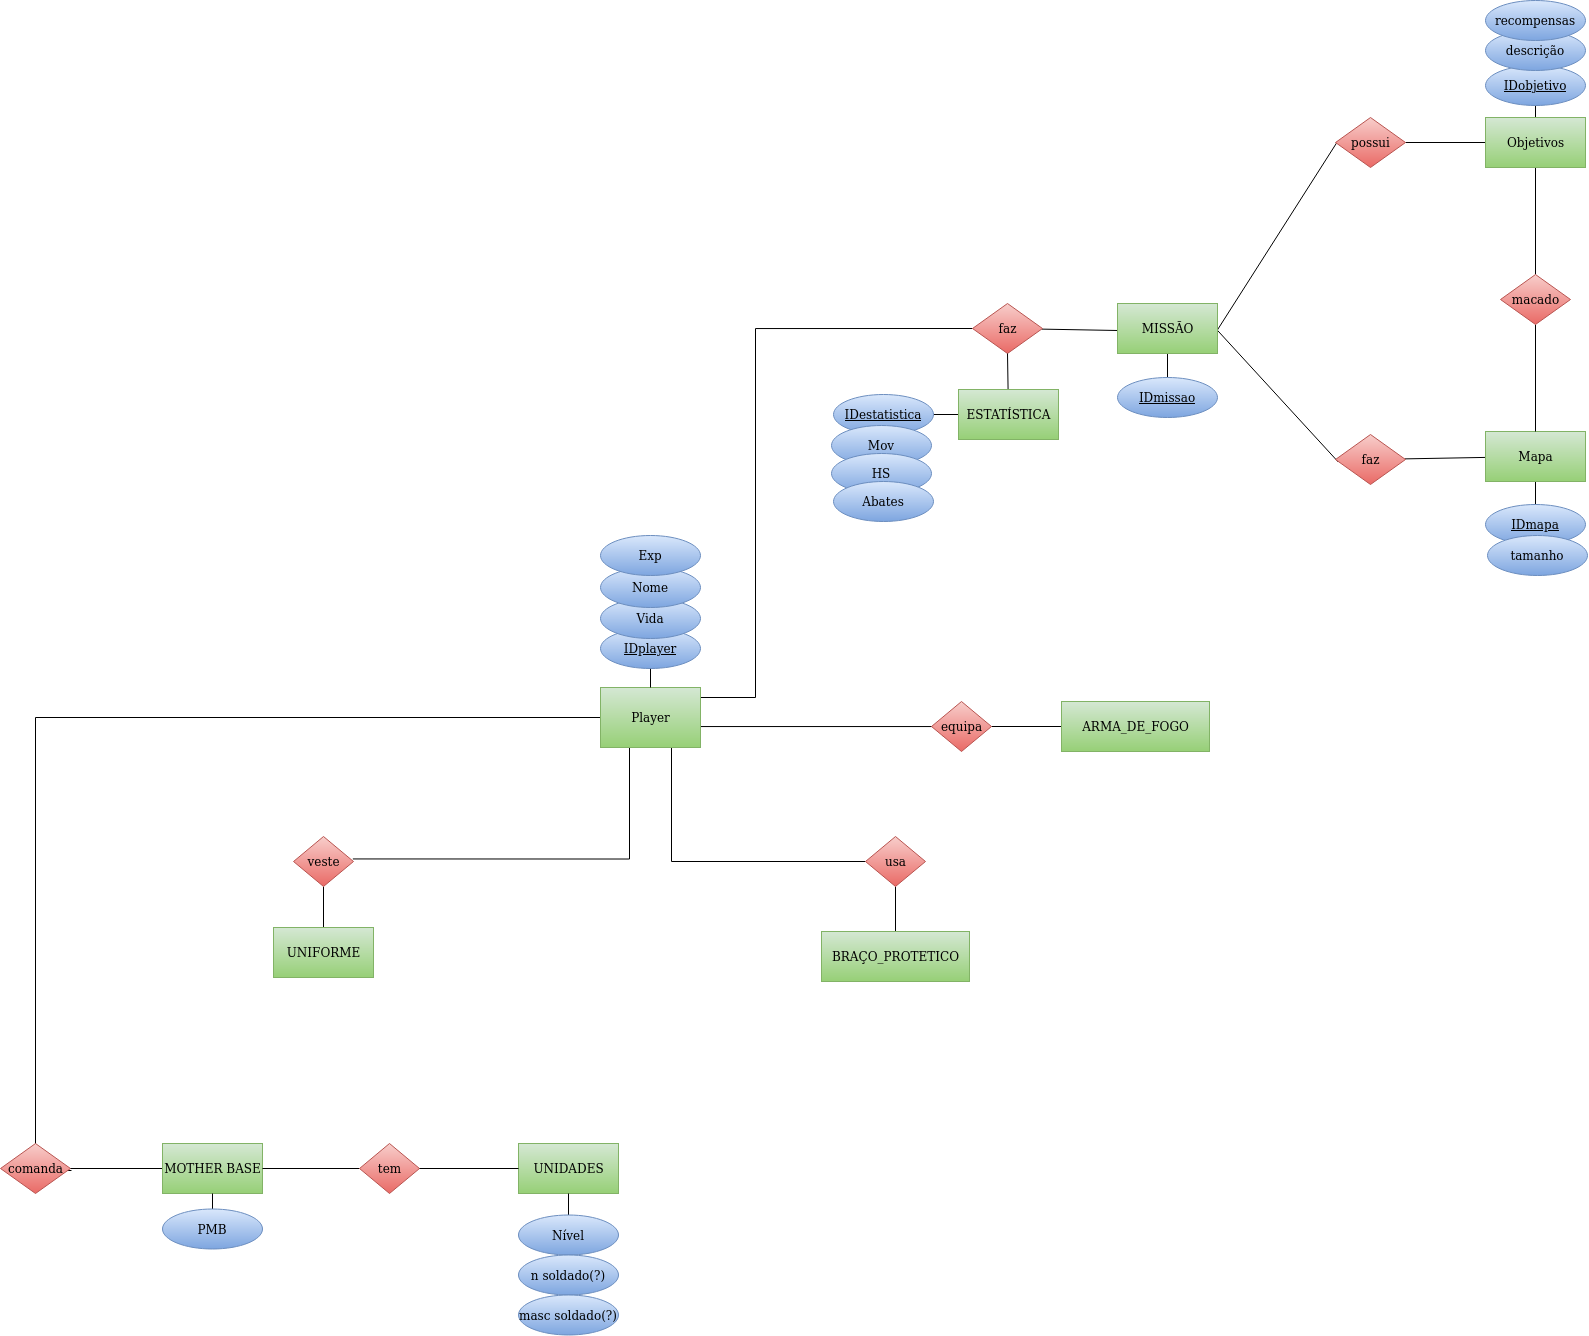 recompensas
descrição
IDobjetivo
possui
Objetivos
macado
faz
MISSÃO
IDmissao
ESTATÍSTICA
IDestatistica
Mov
HS
Abates
faz
Mapa
IDmapa
tamanho
Exp
Nome
Vida
IDplayer
Player
equipa
ARMA_DE_FOGO
veste
usa
UNIFORME
BRAÇO_PROTETICO
comanda
MOTHER BASE
tem
UNIDADES
PMB
Nível
n soldado(?)
masc soldado(?)